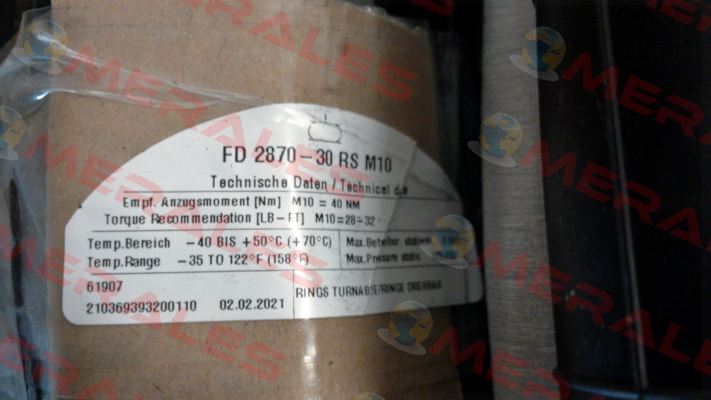 FD 2870-30 RS M10
Technische Daten / Technical
Empf. Anzugsmoment [Nm] M10 = 40 NM
Torque Recommendation [LB-FT] M10=28-32
Temp.Bereich -40 BIS +50°C (+70°C) Max.Betr statisch
Temp.Range -35 TO 122°F (158°F) Max.Pressure static
61907
RINGS TURNABLE/RINGE DREHBAR
210369393200110 02.02.2021
MERALES
MERALES
MERALES
MERALES
MERALES